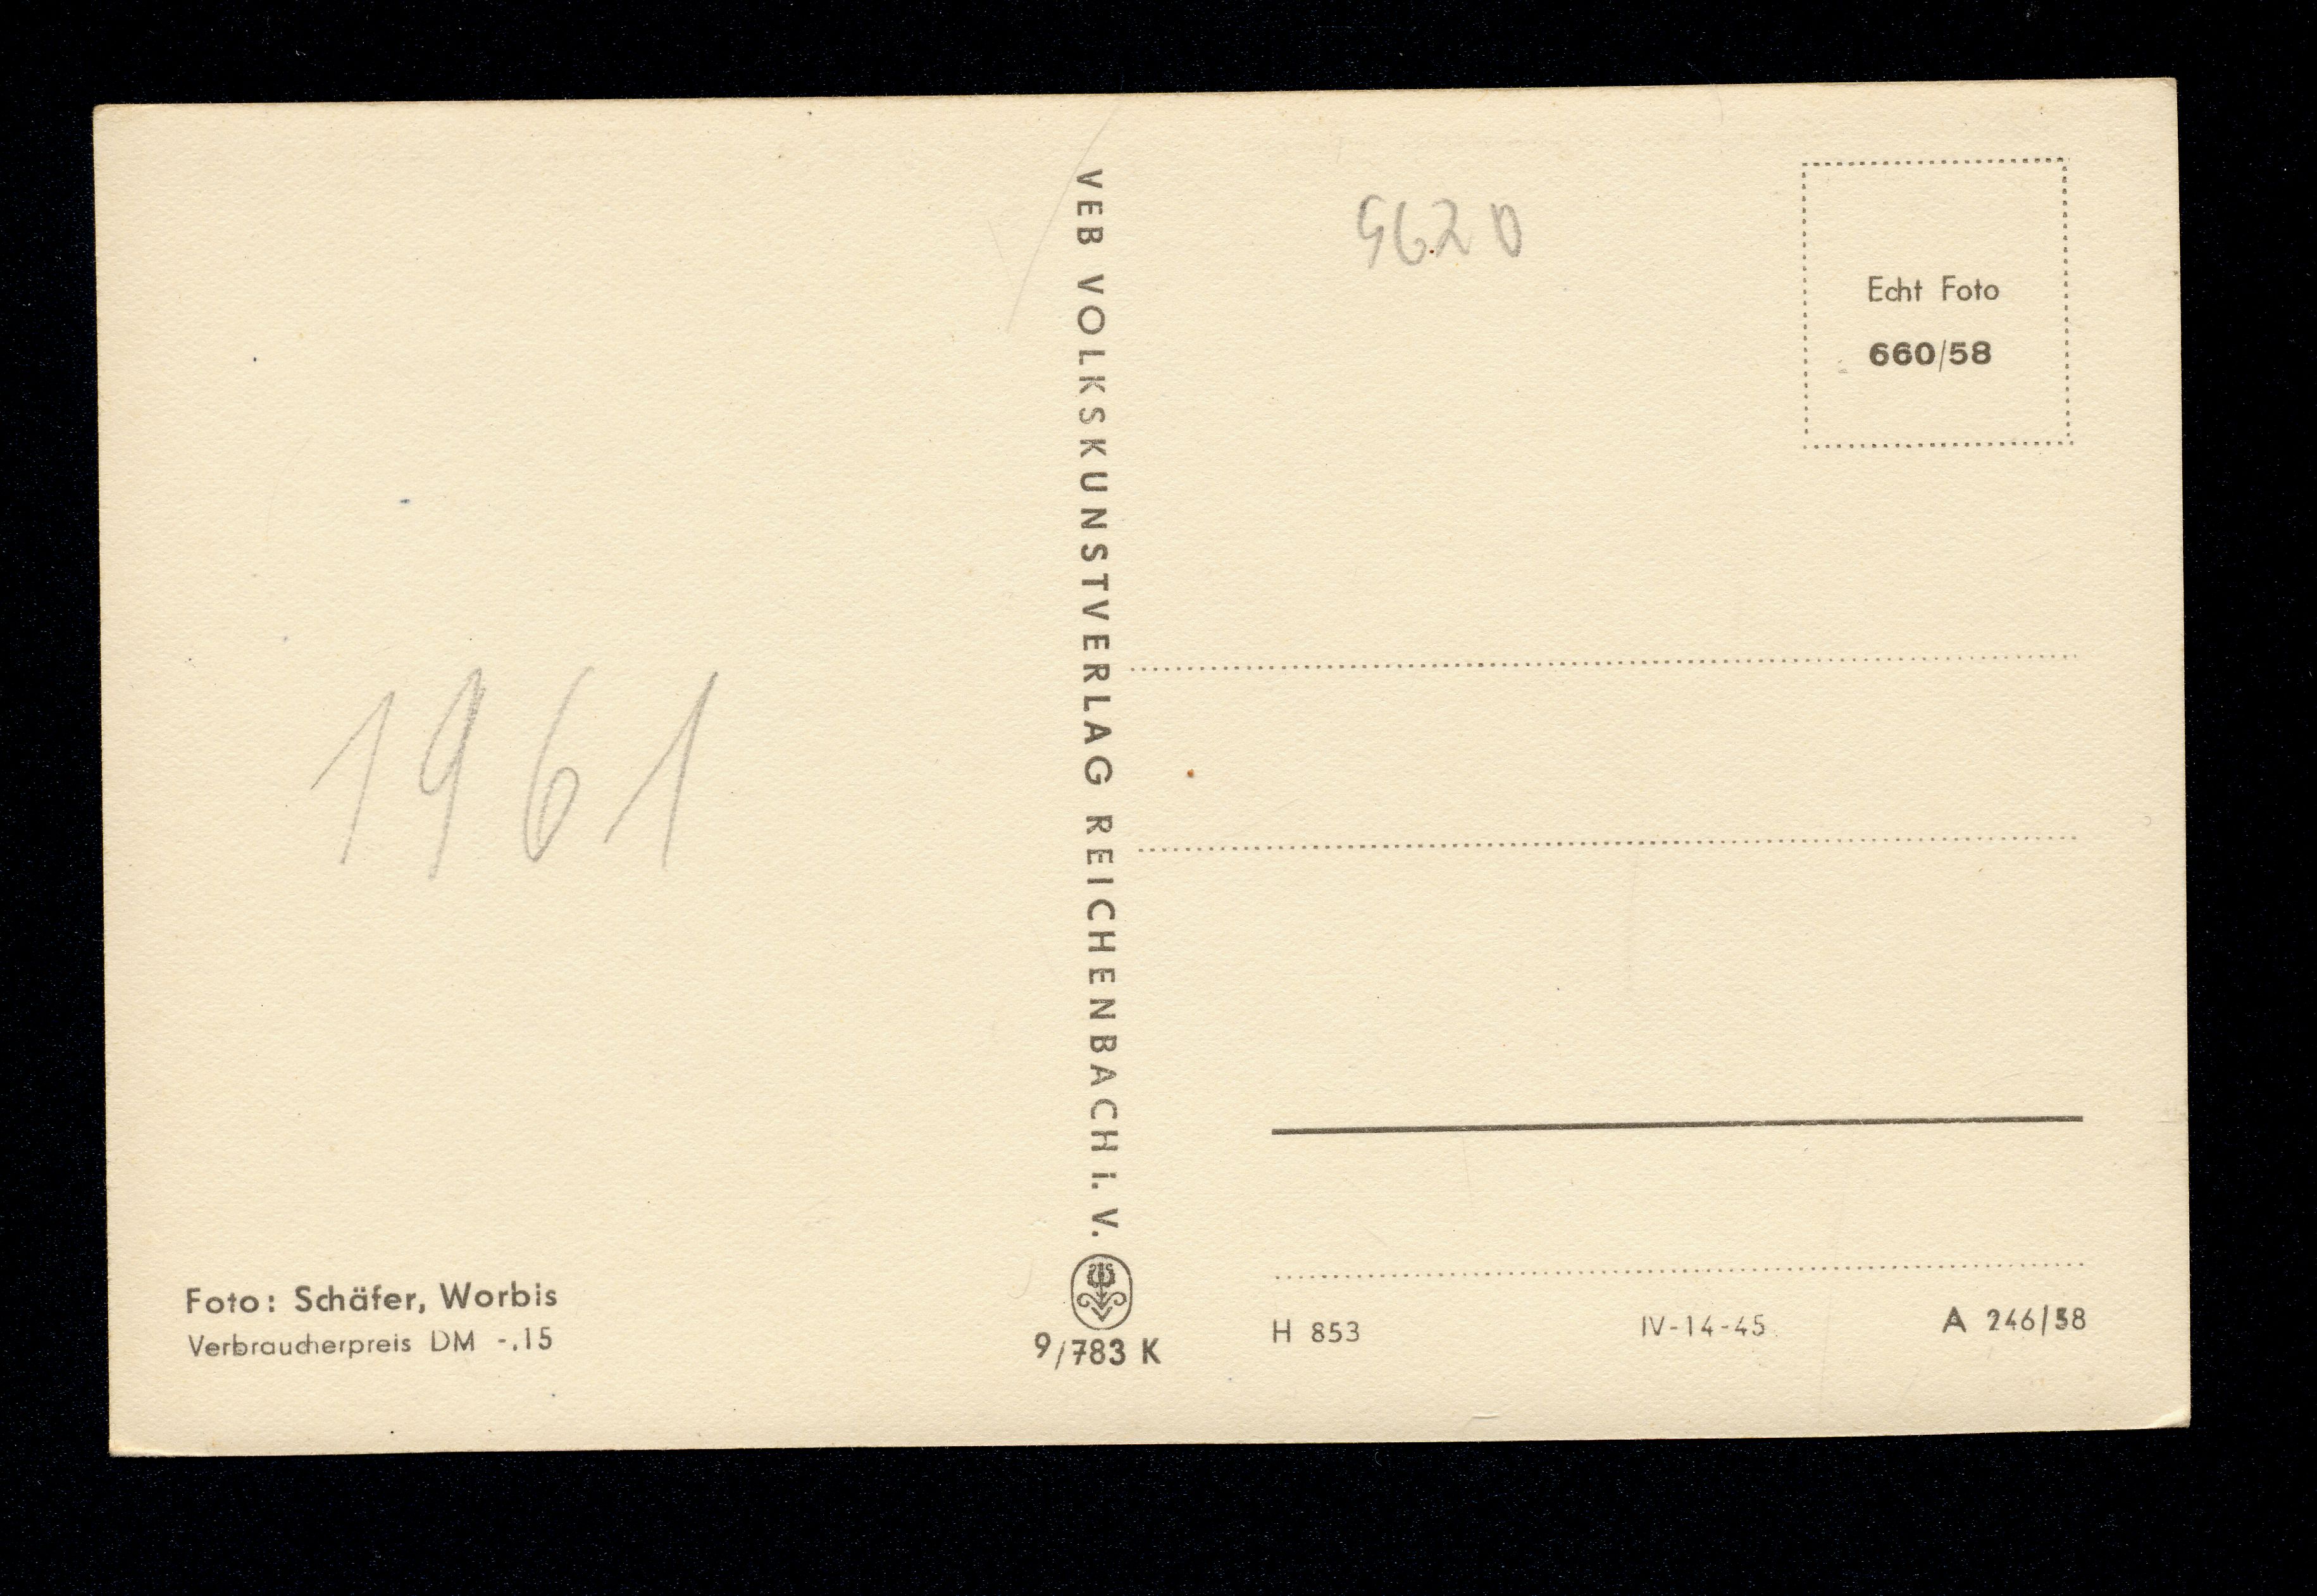 VEB VOLKSKUNSTVERLAG REICHENBACH I. V.
9/783 K
1961
Foto: Schäfer, Worbis
Verbraucherpreis DM -.15
5620
Echt Foto
660/58
H 853
IV-14-45
A 246/58